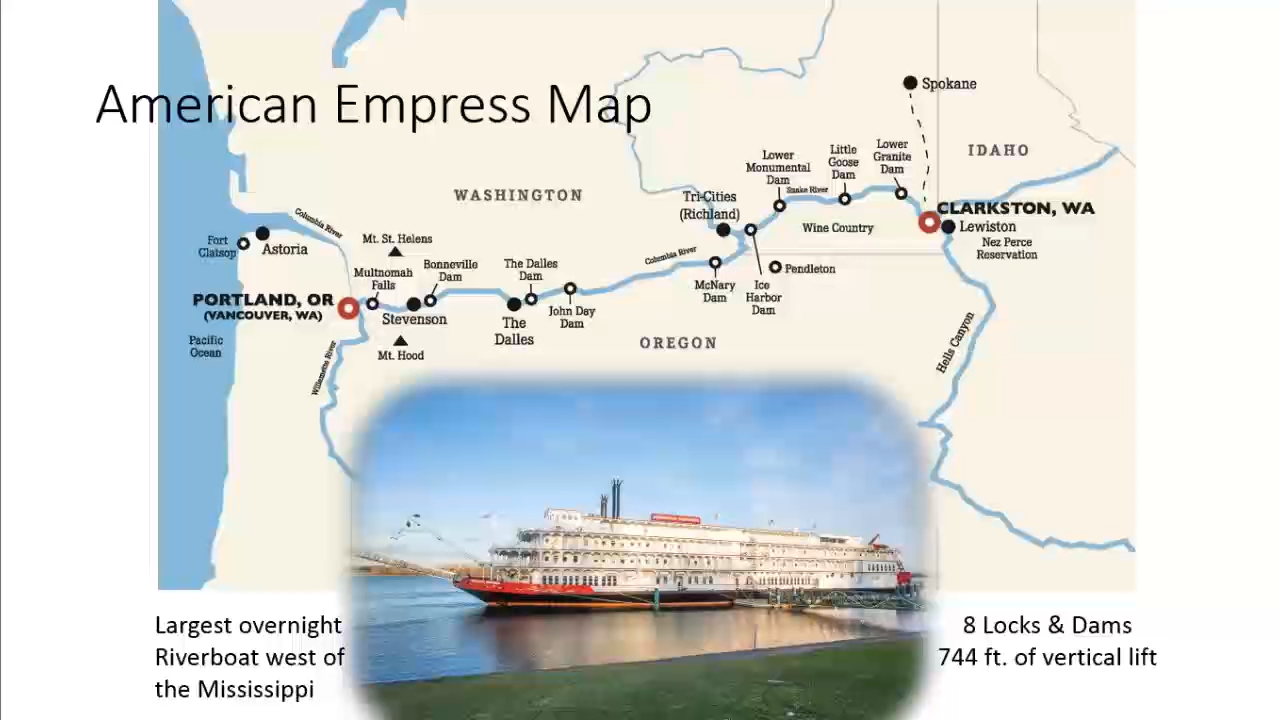 American Empress Map
Spokane
IDAHO
WASHINGTON
Lower
Monumental
Dam
Little
Goose
Dam
Lower
Granite
Dam
Snake River
Tri-Cities
(Richland)
Wine Country
CLARKSTON, WA
Lewiston
Nez Perce
Reservation
Columbia River
Fort
Clatsop
Astoria
Mt. St. Helens
Multnomah
Falls
Bonneville
Dam
The Dalles
Dam
Columbia River
McNary
Dam
Ice
Harbor
Dam
Pendleton
PORTLAND, OR
(VANCOUVER, WA)
Stevenson
The
Dalles
John Day
Dam
Pacific
Ocean
Mt. Hood
OREGON
Willamette River
Hells Canyon
Largest overnight
Riverboat west of
the Mississippi
8 Locks & Dams
744 ft. of vertical lift